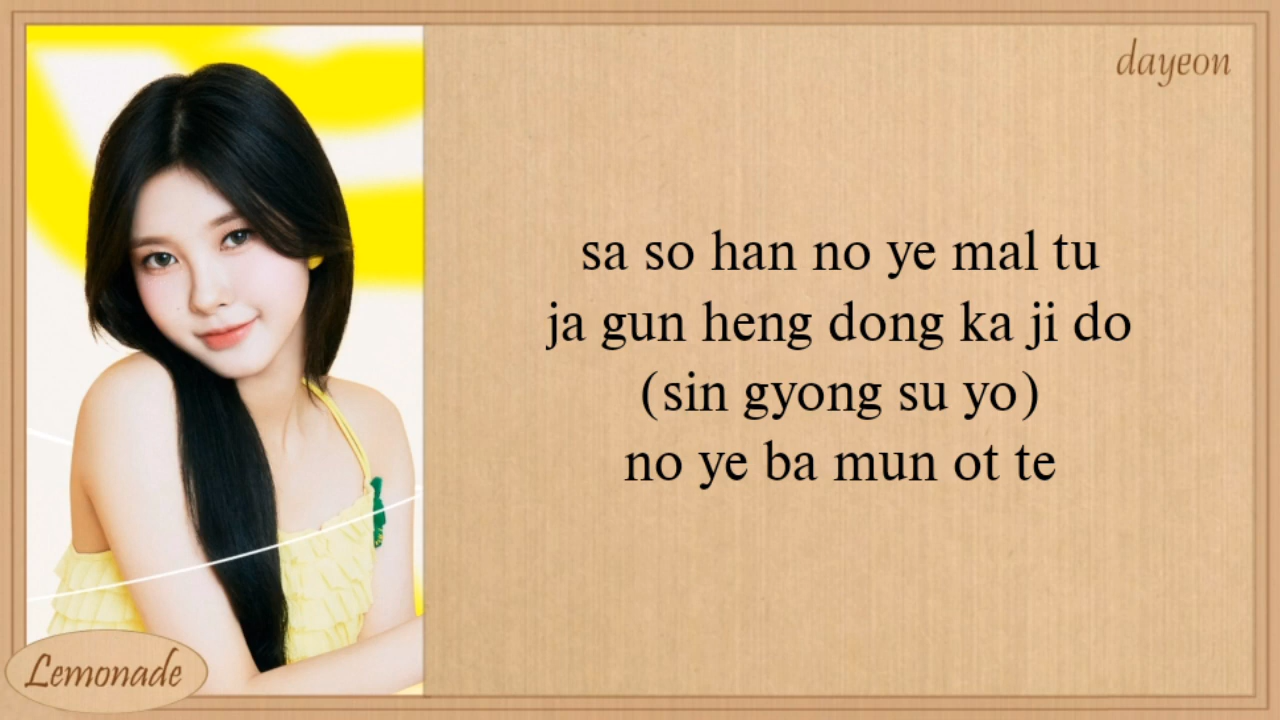 dayeon
sa so han no ye mal tu
ja gun heng dong ka ji do
(sin gyong su yo)
no ye ba mun ot te
Lemonade